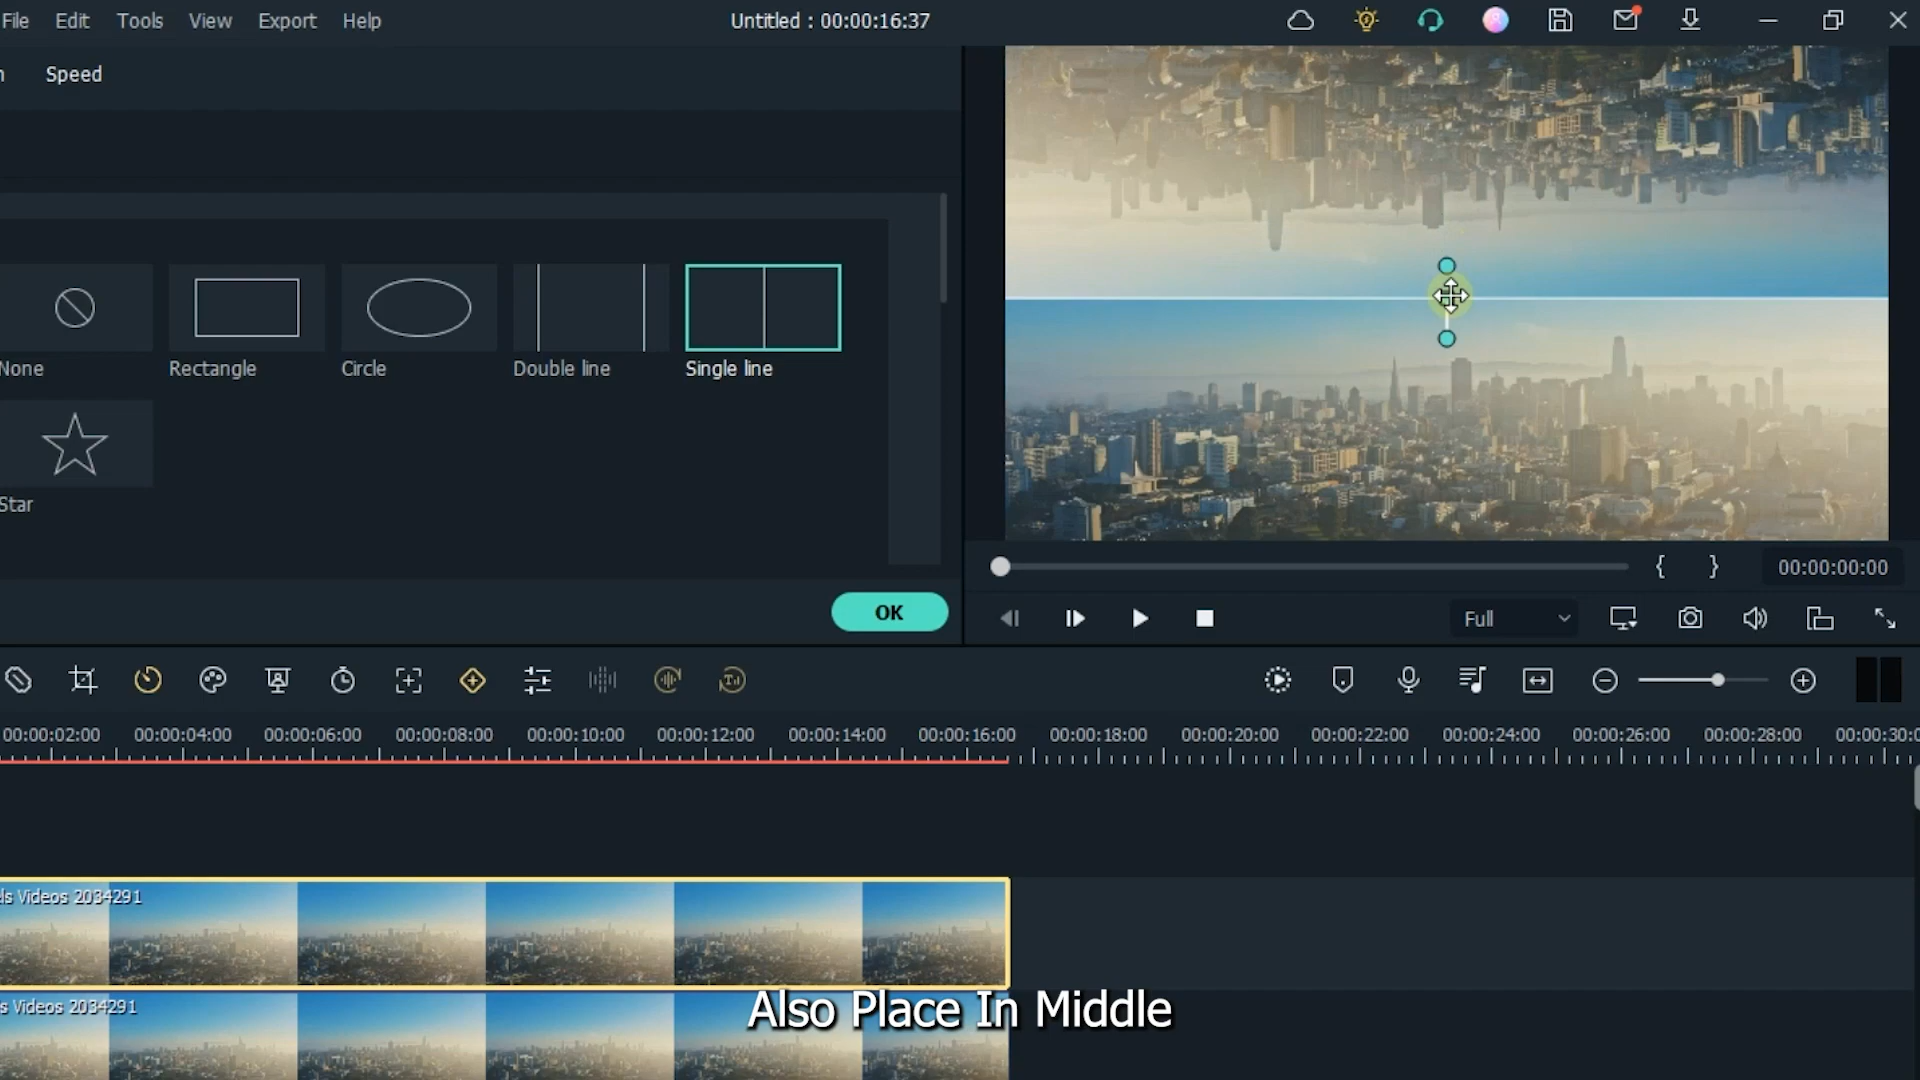 File Edit Tools View Export Help
Untitled : 00:00:16:37
Speed
None
Rectangle
Circle
Double line
Single line
Star
OK
{ }
00:00:00:00
Full
00:00:02:00 00:00:04:00 00:00:06:00 00:00:08:00 00:00:10:00 00:00:12:00 00:00:14:00 00:00:16:00 00:00:18:00 00:00:20:00 00:00:22:00 00:00:24:00 00:00:26:00 00:00:28:00 00:00:30:0
ls Videos 2034291
s Videos 2034291
Also Place In Middle